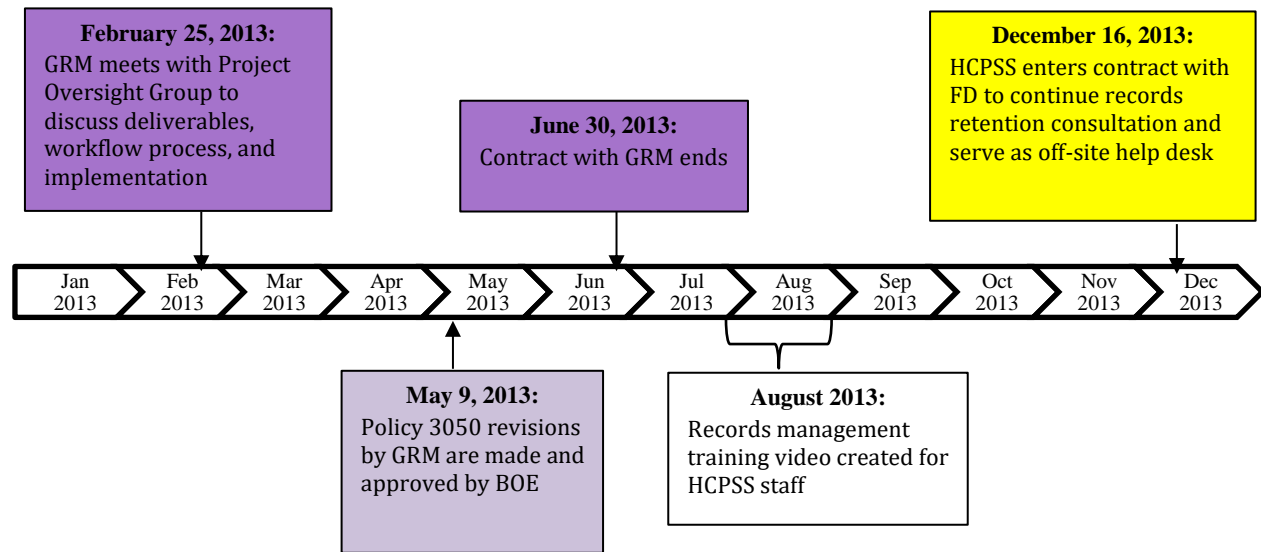 February 25, 2013:
GRM meets with Project
Oversight Group to
discuss deliverables,
workflow process, and
implementation
June 30, 2013:
Contract with GRM ends
December 16, 2013:
HCPSS enters contract with
FD to continue records
retention consultation and
serve as off-site help desk
Jan
2013
Feb
2013
Mar
2013
Apr
2013
May
2013
Jun
2013
Jul
2013
Aug
2013
Sep
2013
Oct
2013
Nov
2013
Dec
2013
May 9, 2013:
Policy 3050 revisions
by GRM are made and
approved by BOE
August 2013:
Records management
training video created for
HCPSS staff